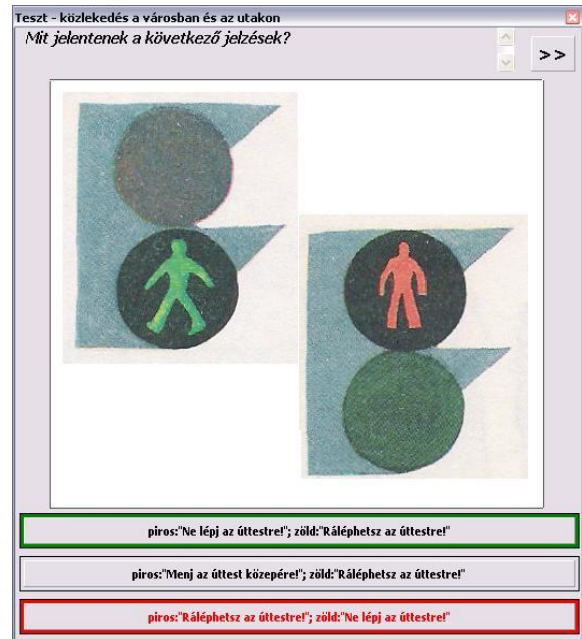 Teszt - közlekedés a városban és az utakon
Mit jelentenek a következő jelzések?
>>
piros:"Ne lépj az úttestre!"; zöld:"Ráléphetsz az úttestre!"
piros:"Menj az úttest közepére!"; zöld:"Ráléphetsz az úttestre!"
piros:"Ráléphetsz az úttestre!"; zöld:"Ne lépj az úttestre!"